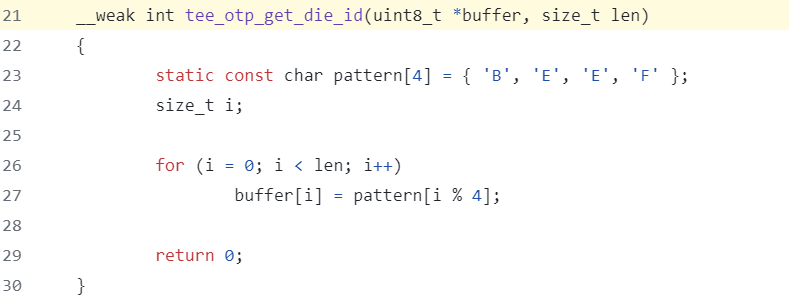 21 __weak int tee_otp_get_die_id(uint8_t *buffer, size_t len)
22 {
23 static const char pattern[4] = { 'B', 'E', 'E', 'F' };
24 size_t i;
25
26 for (i = 0; i < len; i++)
27 buffer[i] = pattern[i % 4];
28
29 return 0;
30 }